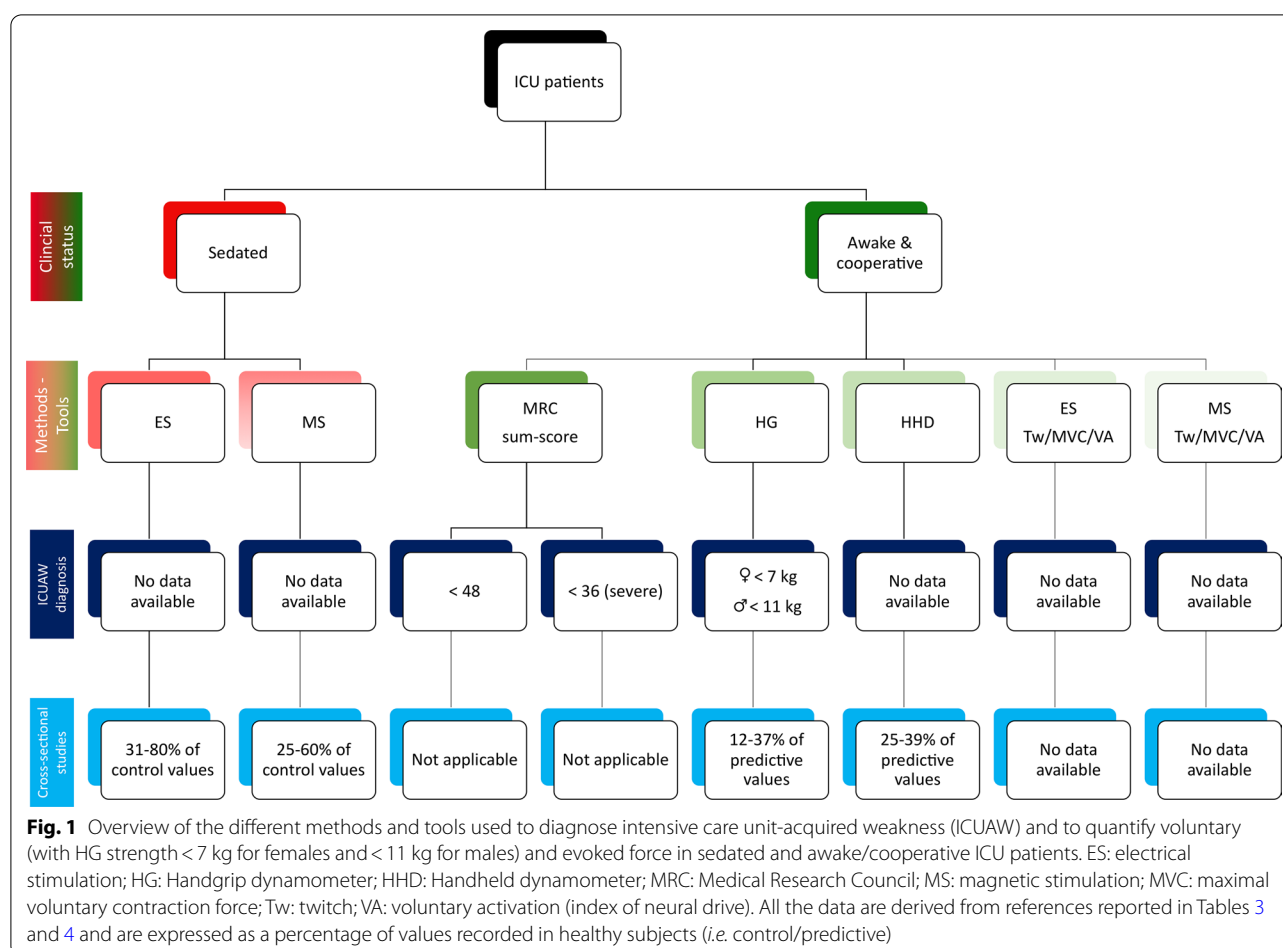 ICU patients
Clincial
status
Sedated
Awake &
cooperative
Methods -
Tools
ES
MS
MRC
sum-score
HG
HHD
ES
Tw/MVC/VA
MS
Tw/MVC/VA
ICUAW
diagnosis
No data
available
No data
available
< 48
< 36 (severe)
♀ < 7 kg
♂ < 11 kg
No data
available
No data
available
No data
available
Cross-sectional
studies
31-80% of
control values
25-60% of
control values
Not applicable
Not applicable
12-37% of
predictive
values
25-39% of
predictive
values
No data
available
No data
available
Fig. 1 Overview of the different methods and tools used to diagnose intensive care unit-acquired weakness (ICUAW) and to quantify voluntary
(with HG strength < 7 kg for females and < 11 kg for males) and evoked force in sedated and awake/cooperative ICU patients. ES: electrical
stimulation; HG: Handgrip dynamometer; HHD: Handheld dynamometer; MRC: Medical Research Council; MS: magnetic stimulation; MVC: maximal
voluntary contraction force; Tw: twitch; VA: voluntary activation (index of neural drive). All the data are derived from references reported in Tables 3
and 4 and are expressed as a percentage of values recorded in healthy subjects (i.e. control/predictive)